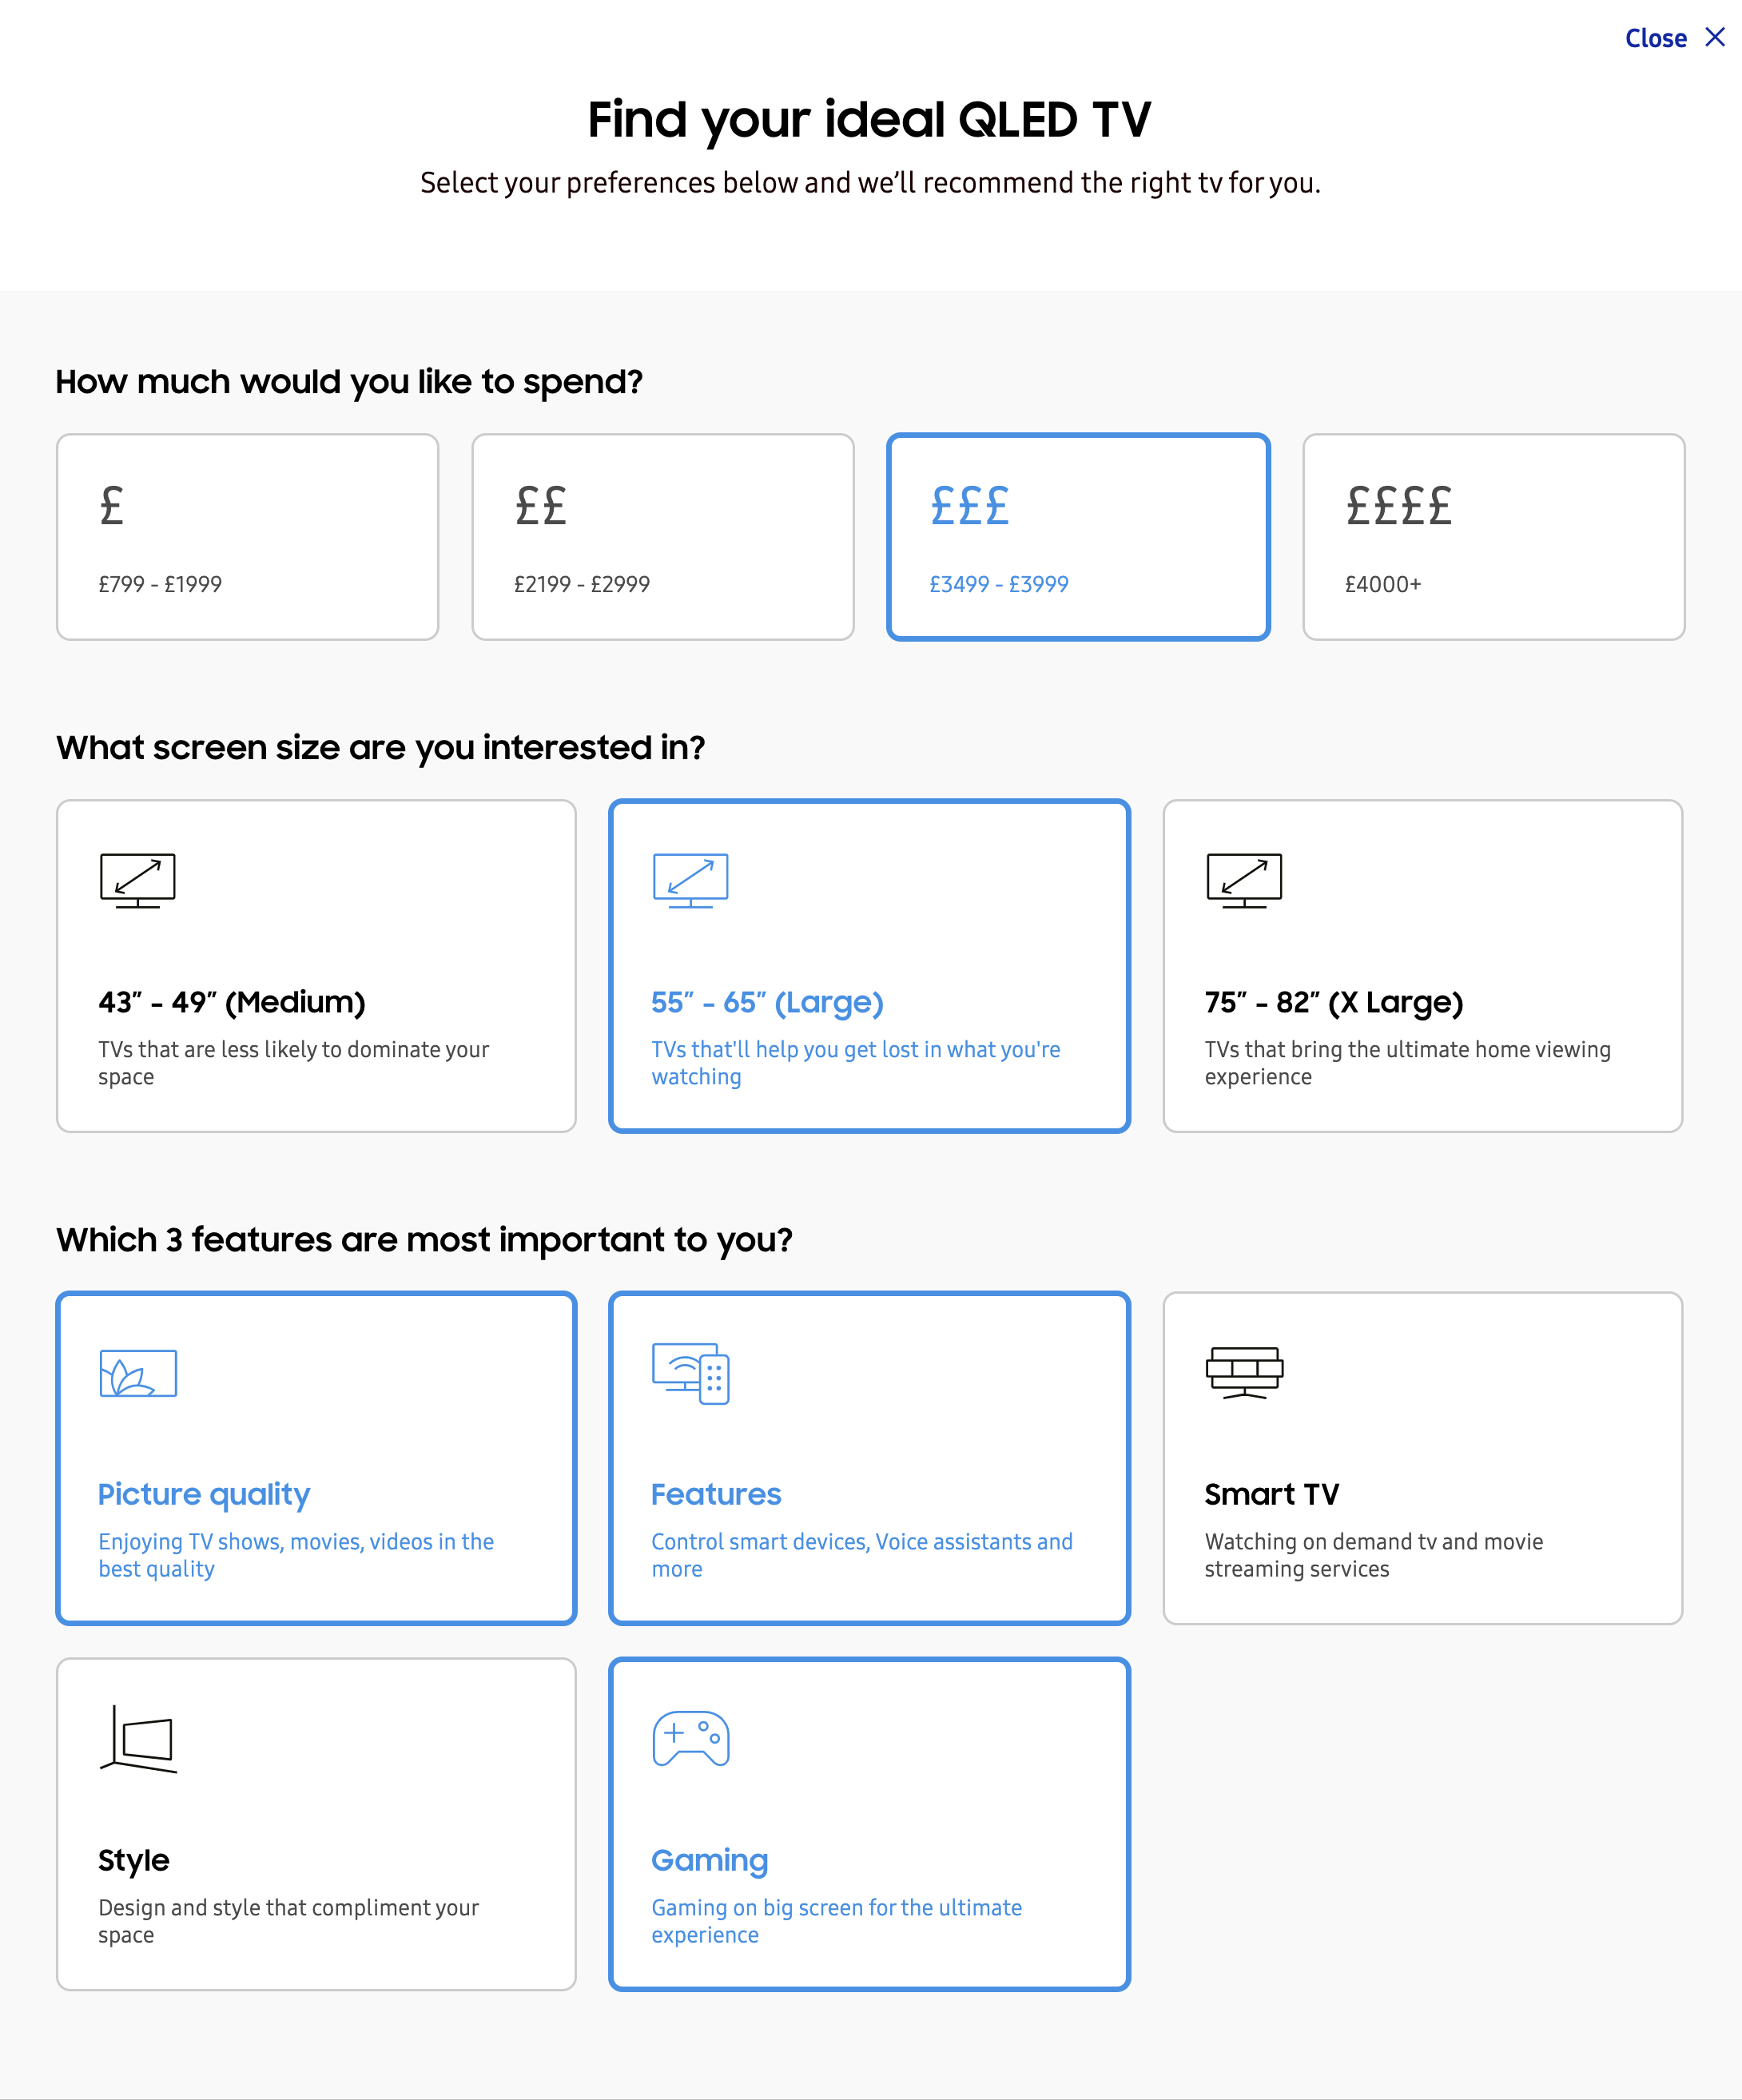 Close
Find your ideal QLED TV
Select your preferences below and we’ll recommend the right tv for you.
How much would you like to spend?
£
££
£££
££££
£799 - £1999
£2199 - £2999
£3499 - £3999
£4000+
What screen size are you interested in?
43” - 49” (Medium)
TVs that are less likely to dominate your
space
55” - 65” (Large)
TVs that'll help you get lost in what you're
watching
75” - 82” (X Large)
TVs that bring the ultimate home viewing
experience
Which 3 features are most important to you?
Picture quality
Enjoying TV shows, movies, videos in the
best quality
Features
Control smart devices, Voice assistants and
more
Smart TV
Watching on demand tv and movie
streaming services
Style
Design and style that compliment your
space
Gaming
Gaming on big screen for the ultimate
experience